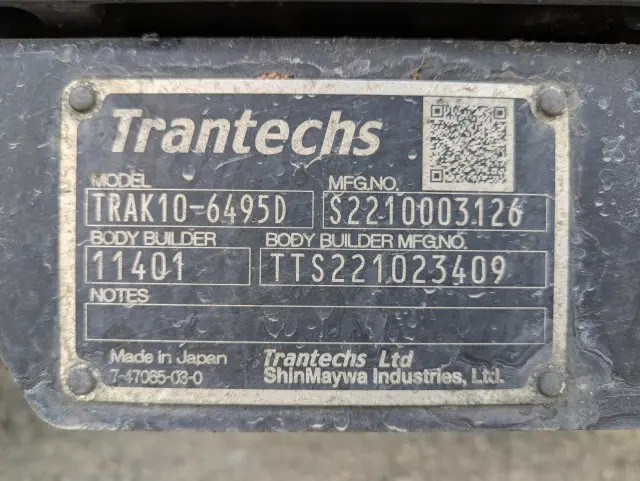 Trantechs
MODEL MFG.NO.
TRAK10-6495D S2210003126
BODY BUILDER BODY BUILDER MFG.NO.
11401 TTS221023409
NOTES
Made in Japan Trantechs Ltd
7-47065-03-0 ShinMaywa Industries, Ltd.